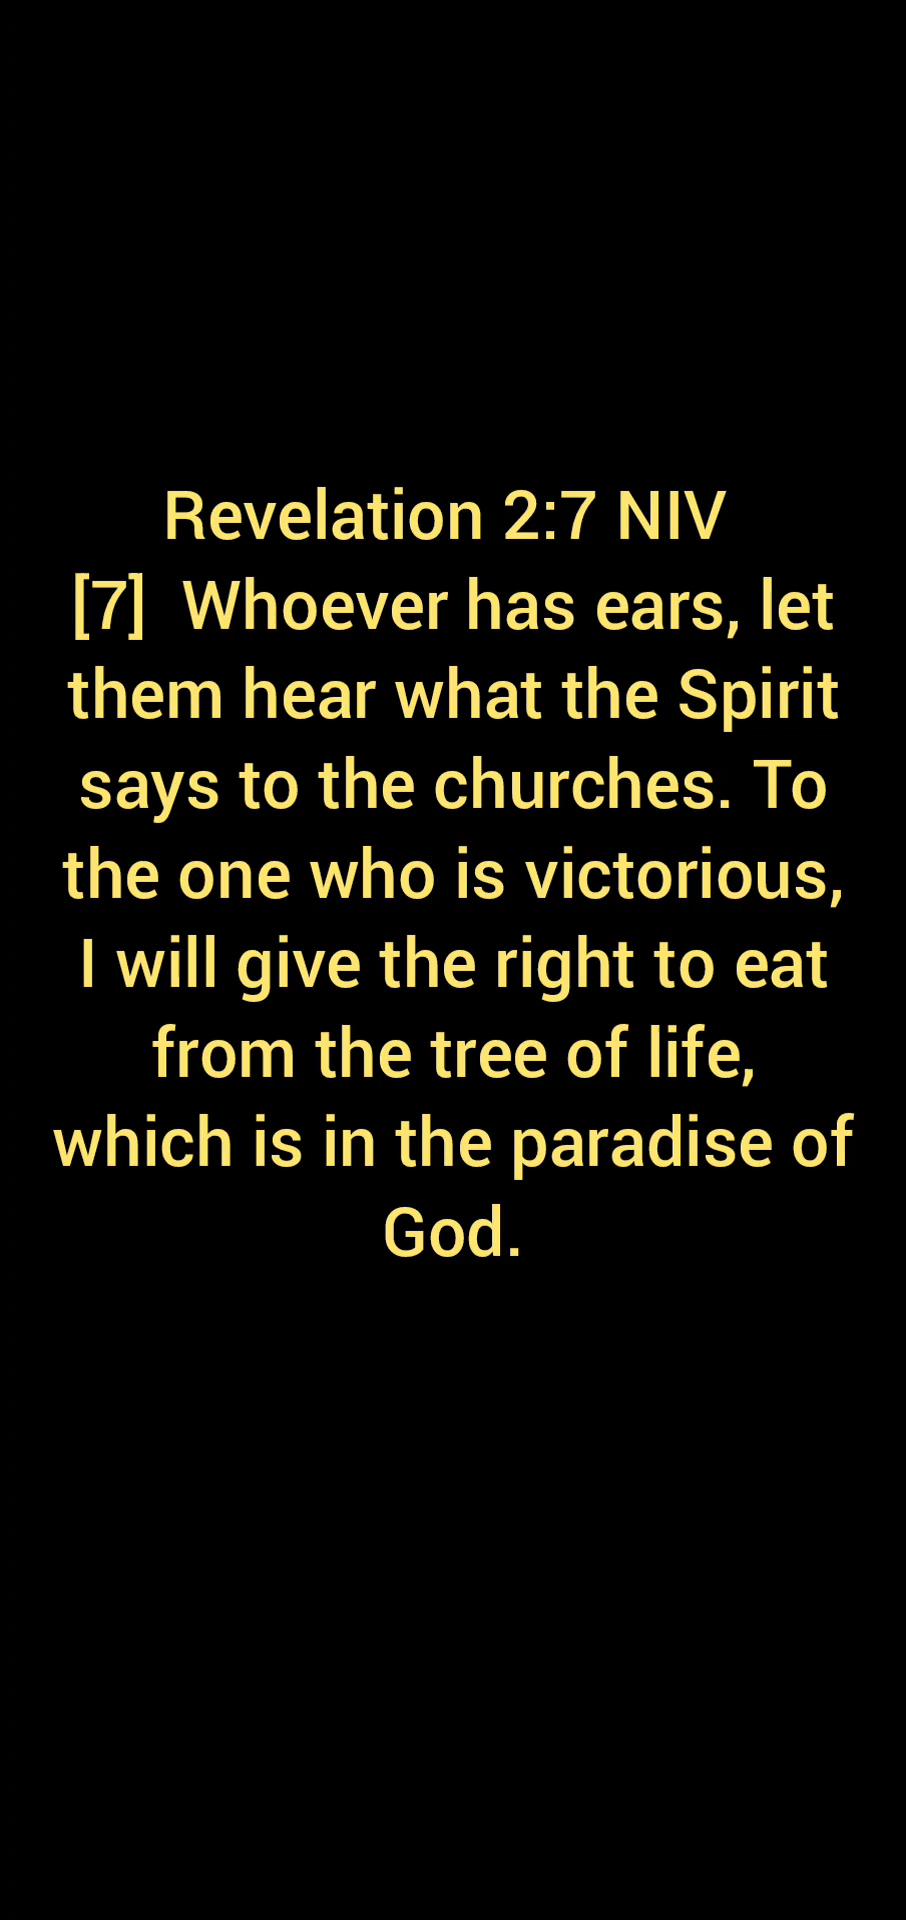 Revelation 2:7 NIV
[7]  Whoever has ears, let
them hear what the Spirit
says to the churches. To
the one who is victorious,
I will give the right to eat
from the tree of life,
which is in the paradise of
God.